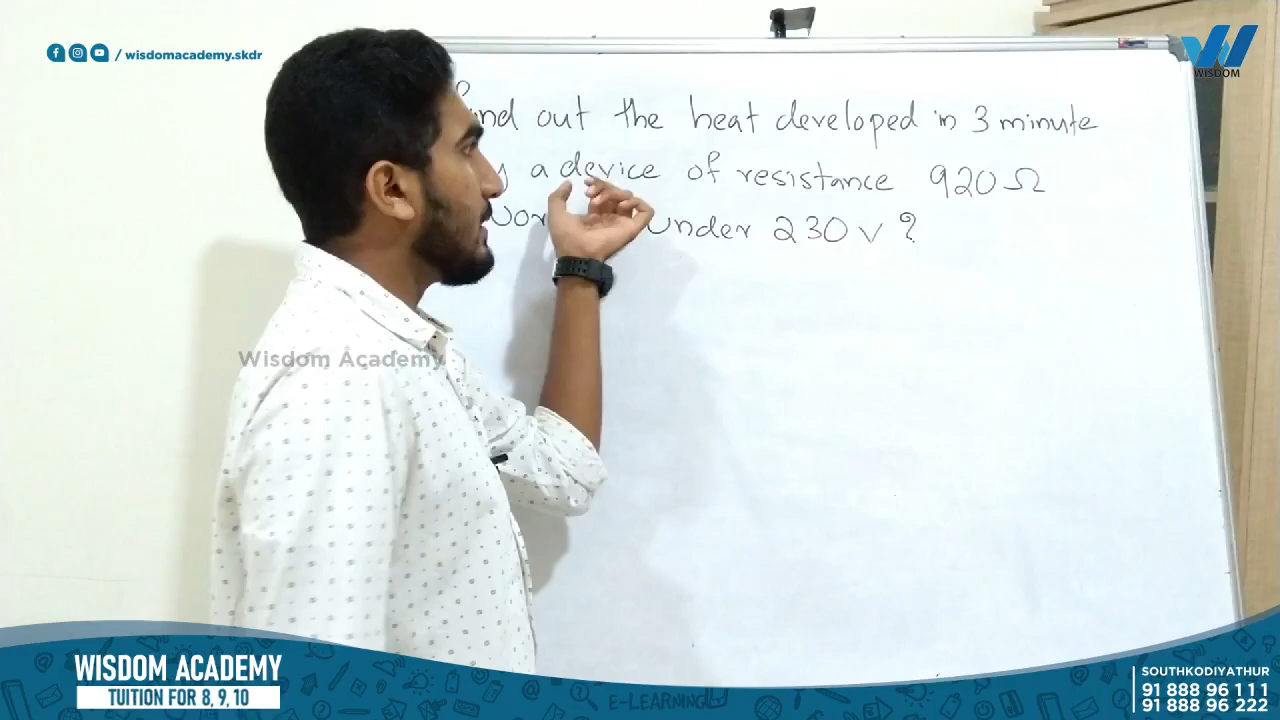 / wisdomacademy.skdr
WISDOM
find out the heat developed in 3 minute
a device of resistance 920 Ω
under 230 v ?
Wisdom Academy
WISDOM ACADEMY
TUITION FOR 8, 9, 10
E-LEARNING
SOUTHKODIYATHUR
91 888 96 111
91 888 96 222